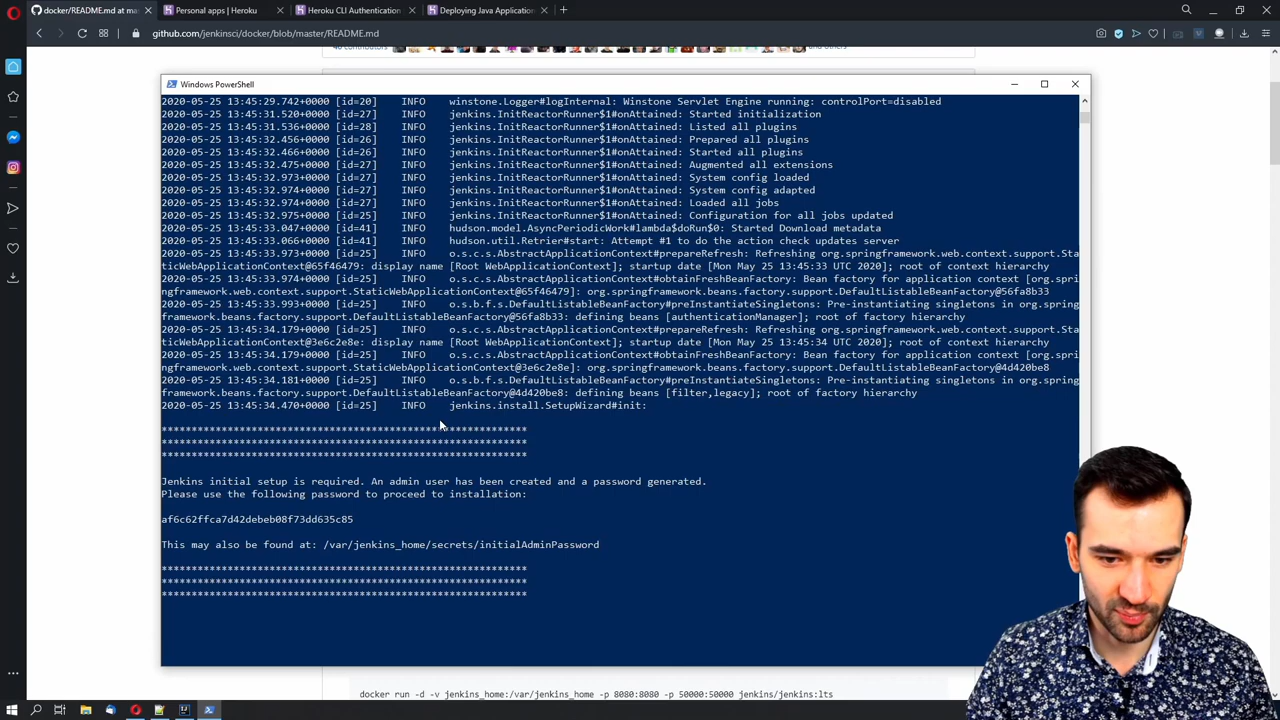 docker/README.md at ma
Personal apps | Heroku
Heroku CLI Authentication
Deploying Java Application
github.com/jenkinsci/docker/blob/master/README.md
and others
Windows PowerShell
2020-05-25 13:45:29.742+0000 [id=20] INFO winstone.Logger#logInternal: Winstone Servlet Engine running: controlPort=disabled
2020-05-25 13:45:31.520+0000 [id=27] INFO jenkins.InitReactorRunner$1#onAttained: Started initialization
2020-05-25 13:45:31.536+0000 [id=28] INFO jenkins.InitReactorRunner$1#onAttained: Listed all plugins
2020-05-25 13:45:32.456+0000 [id=26] INFO jenkins.InitReactorRunner$1#onAttained: Prepared all plugins
2020-05-25 13:45:32.466+0000 [id=26] INFO jenkins.InitReactorRunner$1#onAttained: Started all plugins
2020-05-25 13:45:32.475+0000 [id=27] INFO jenkins.InitReactorRunner$1#onAttained: Augmented all extensions
2020-05-25 13:45:32.973+0000 [id=27] INFO jenkins.InitReactorRunner$1#onAttained: System config loaded
2020-05-25 13:45:32.974+0000 [id=27] INFO jenkins.InitReactorRunner$1#onAttained: System config adapted
2020-05-25 13:45:32.974+0000 [id=27] INFO jenkins.InitReactorRunner$1#onAttained: Loaded all jobs
2020-05-25 13:45:32.975+0000 [id=25] INFO jenkins.InitReactorRunner$1#onAttained: Configuration for all jobs updated
2020-05-25 13:45:33.047+0000 [id=41] INFO hudson.model.AsyncPeriodicWork#lambda$doRun$0: Started Download metadata
2020-05-25 13:45:33.066+0000 [id=41] INFO hudson.util.Retrier#start: Attempt #1 to do the action check updates server
2020-05-25 13:45:33.973+0000 [id=25] INFO o.s.c.s.AbstractApplicationContext#prepareRefresh: Refreshing org.springframework.web.context.support.Sta
ticWebApplicationContext@65f46479: display name [Root WebApplicationContext]; startup date [Mon May 25 13:45:33 UTC 2020]; root of context hierarchy
2020-05-25 13:45:33.974+0000 [id=25] INFO o.s.c.s.AbstractApplicationContext#obtainFreshBeanFactory: Bean factory for application context [org.spri
ngframework.web.context.support.StaticWebApplicationContext@65f46479]: org.springframework.beans.factory.support.DefaultListableBeanFactory@56fa8b33
2020-05-25 13:45:33.993+0000 [id=25] INFO o.s.b.f.s.DefaultListableBeanFactory#preInstantiateSingletons: Pre-instantiating singletons in org.spring
framework.beans.factory.support.DefaultListableBeanFactory@56fa8b33: defining beans [authenticationManager]; root of factory hierarchy
2020-05-25 13:45:34.179+0000 [id=25] INFO o.s.c.s.AbstractApplicationContext#prepareRefresh: Refreshing org.springframework.web.context.support.Sta
ticWebApplicationContext@3e6c2e8e: display name [Root WebApplicationContext]; startup date [Mon May 25 13:45:34 UTC 2020]; root of context hierarchy
2020-05-25 13:45:34.179+0000 [id=25] INFO o.s.c.s.AbstractApplicationContext#obtainFreshBeanFactory: Bean factory for application context [org.spri
ngframework.web.context.support.StaticWebApplicationContext@3e6c2e8e]: org.springframework.beans.factory.support.DefaultListableBeanFactory@4d420be8
2020-05-25 13:45:34.181+0000 [id=25] INFO o.s.b.f.s.DefaultListableBeanFactory#preInstantiateSingletons: Pre-instantiating singletons in org.spring
framework.beans.factory.support.DefaultListableBeanFactory@4d420be8: defining beans [filter,legacy]; root of factory hierarchy
2020-05-25 13:45:34.470+0000 [id=25] INFO jenkins.install.SetupWizard#init:
*************************************************************
*************************************************************
*************************************************************
Jenkins initial setup is required. An admin user has been created and a password generated.
Please use the following password to proceed to installation:
af6c62ffca7d42debeb08f73dd635c85
This may also be found at: /var/jenkins_home/secrets/initialAdminPassword
*************************************************************
*************************************************************
*************************************************************
docker run -d -v jenkins_home:/var/jenkins_home -p 8080:8080 -p 50000:50000 jenkins/jenkins:lts